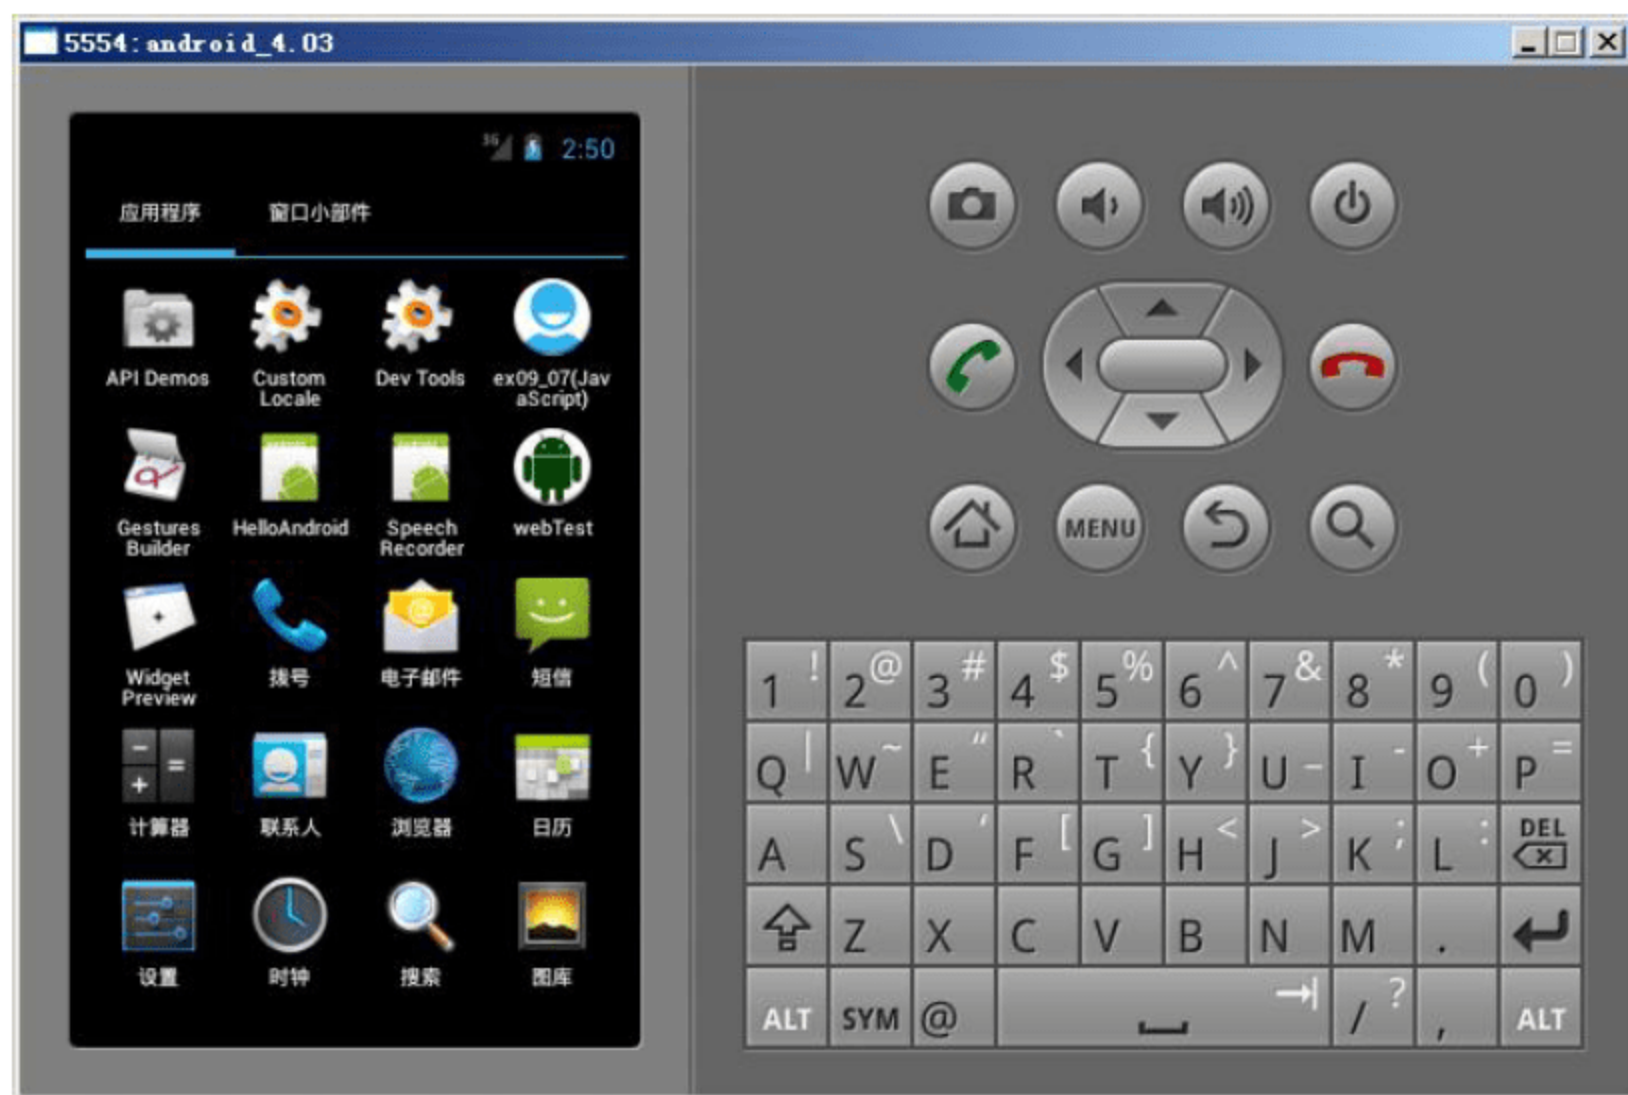 5554:android_4.03
3G 2:50
应用程序 窗口小部件
API Demos
Custom
Locale
Dev Tools
ex09_07(Jav
aScript)
Gestures
Builder
HelloAndroid
Speech
Recorder
webTest
Widget
Preview
拨号
电子邮件
短信
计算器
联系人
浏览器
日历
设置
时钟
搜索
图库
MENU
1 ! 2 @ 3 # 4 $ 5 % 6 ^ 7 & 8 * 9 ( 0 )
Q | W ~ E " R ` T { Y } U _ I - O + P =
A S \ D ' F [ G ] H < J > K ; L : DEL
Z X C V B N M .
ALT SYM @ / ? , ALT